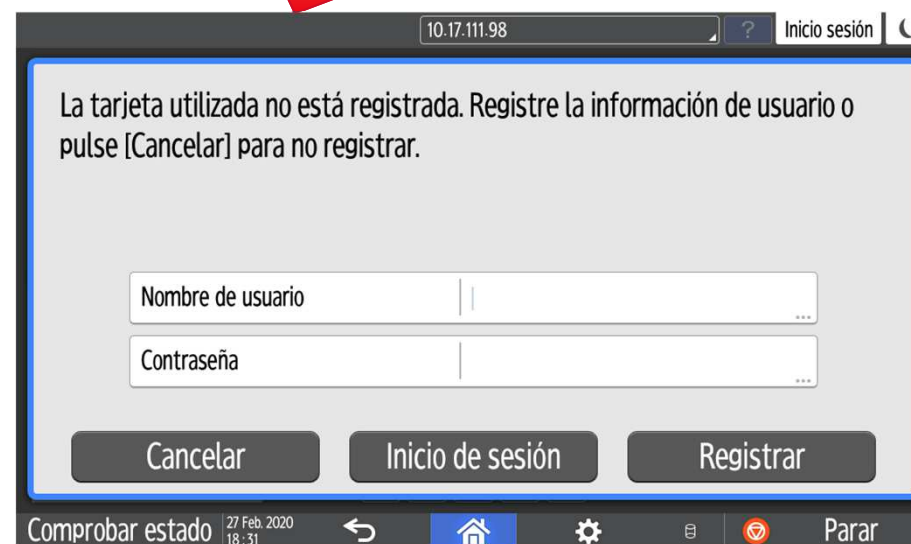 10.17.111.98 ? Inicio sesión
La tarjeta utilizada no está registrada. Registre la información de usuario o
pulse [Cancelar] para no registrar.
Nombre de usuario ...
Contraseña ...
Cancelar Inicio de sesión Registrar
Comprobar estado 27 Feb. 2020 Parar
18:31